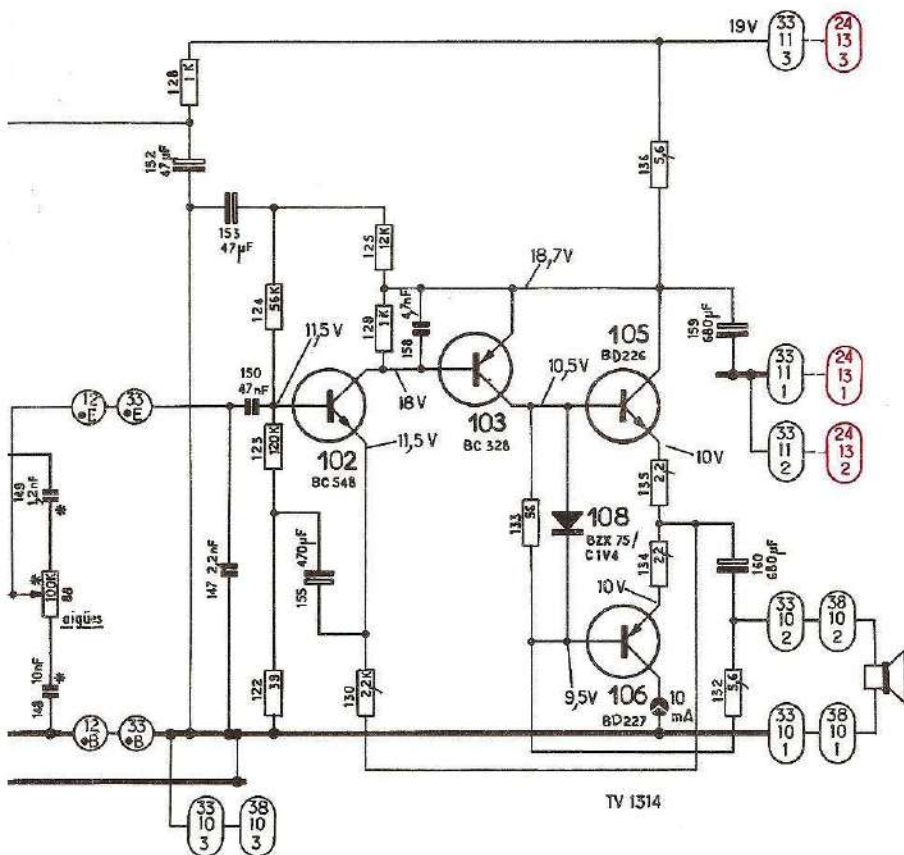 19V
33
11
3
24
13
3
128
1K
152
47µF
153
47µF
125
12K
136
5,6
18,7V
124
56K
129
1K
4,7nF
158
11,5V
150
47nF
18V
103
BC 328
10,5V
105
BD226
159
680µF
33
11
1
24
13
1
33
11
2
24
13
2
12
E
33
E
123
120K
102
BC 548
11,5V
10V
135
2,2
149
1,2nF
*
133
56
108
BZX 75/
C1V4
134
2,2
160
680µF
147
2,2nF
470µF
155
*
100K
88
aigües
10V
33
10
2
38
10
2
10nF
*
148
122
39
130
2,2K
9,5V
106
BD227
10
mA
132
5,6
12
B
33
B
33
10
1
38
10
1
33
10
3
38
10
3
TV 1314